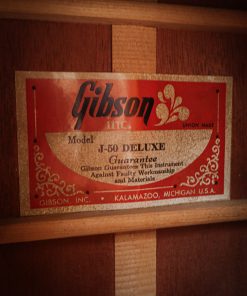 Gibson
inc.
UNION MADE
Model
J-50 DELUXE
Guarantee
Gibson Guarantees This Instrument
Against Faulty Workmanship
and Materials
GIBSON, INC. • KALAMAZOO, MICHIGAN U.S.A.